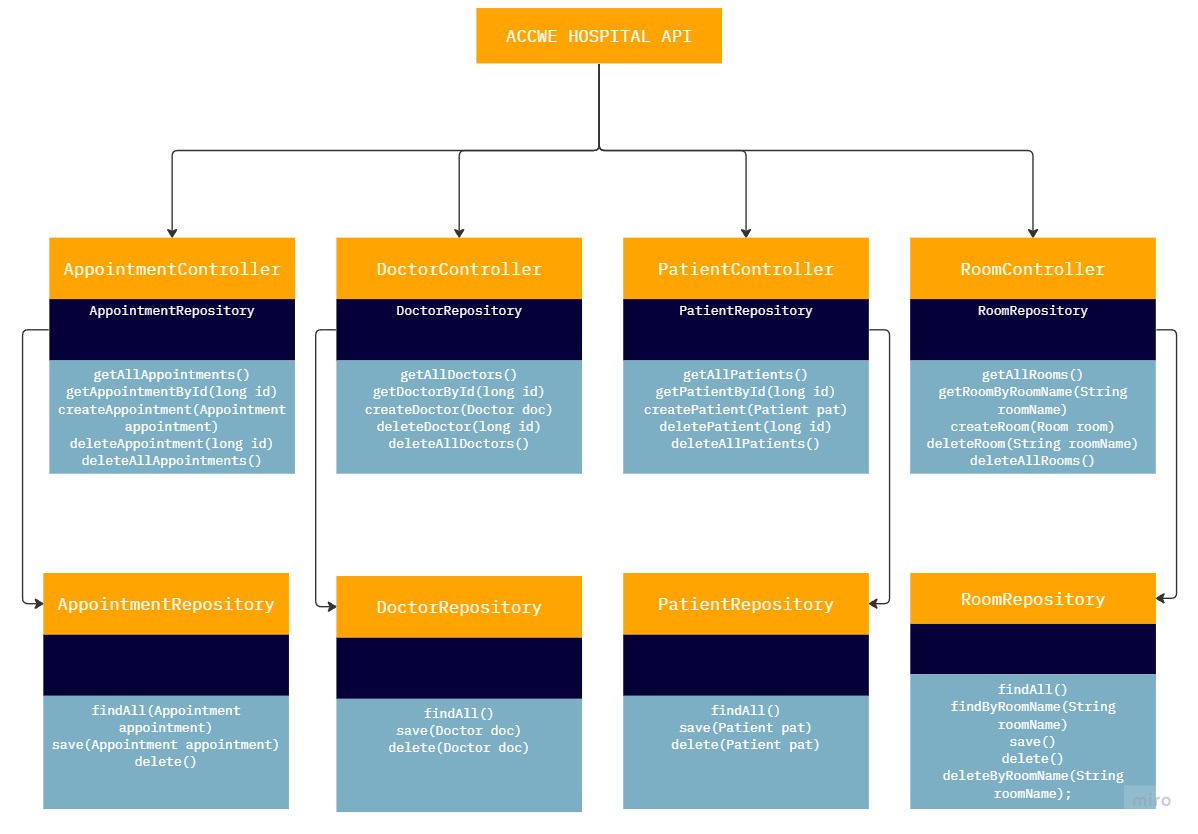 ACCWE HOSPITAL API
AppointmentController
AppointmentRepository
getAllAppointments()
getAppointmentById(long id)
createAppointment(Appointment
appointment)
deleteAppointment(long id)
deleteAllAppointments()
DoctorController
DoctorRepository
getAllDoctors()
getDoctorById(long id)
createDoctor(Doctor doc)
deleteDoctor(long id)
deleteAllDoctors()
PatientController
PatientRepository
getAllPatients()
getPatientById(long id)
createPatient(Patient pat)
deletePatient(long id)
deleteAllPatients()
RoomController
RoomRepository
getAllRooms()
getRoomByRoomName(String
roomName)
createRoom(Room room)
deleteRoom(String roomName)
deleteAllRooms()
AppointmentRepository
findAll(Appointment
appointment)
save(Appointment appointment)
delete()
DoctorRepository
findAll()
save(Doctor doc)
delete(Doctor doc)
PatientRepository
findAll()
save(Patient pat)
delete(Patient pat)
RoomRepository
findAll()
findByRoomName(String
roomName)
save()
delete()
deleteByRoomName(String
roomName);
miro